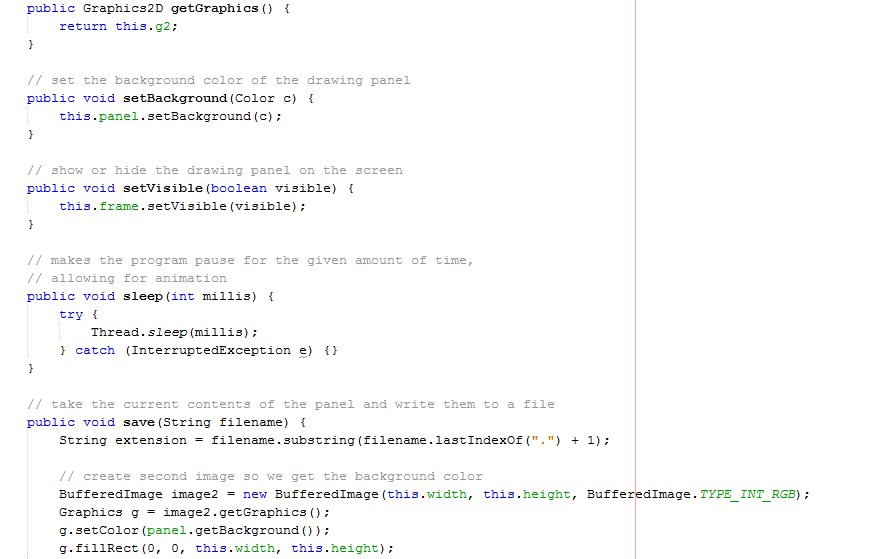 public Graphics2D getGraphics() {
    return this.g2;
}

// set the background color of the drawing panel
public void setBackground(Color c) {
    this.panel.setBackground(c);
}

// show or hide the drawing panel on the screen
public void setVisible(boolean visible) {
    this.frame.setVisible(visible);
}

// makes the program pause for the given amount of time,
// allowing for animation
public void sleep(int millis) {
    try {
        Thread.sleep(millis);
    } catch (InterruptedException e) {}
}

// take the current contents of the panel and write them to a file
public void save(String filename) {
    String extension = filename.substring(filename.lastIndexOf(".") + 1);

    // create second image so we get the background color
    BufferedImage image2 = new BufferedImage(this.width, this.height, BufferedImage.TYPE_INT_RGB);
    Graphics g = image2.getGraphics();
    g.setColor(panel.getBackground());
    g.fillRect(0, 0, this.width, this.height);